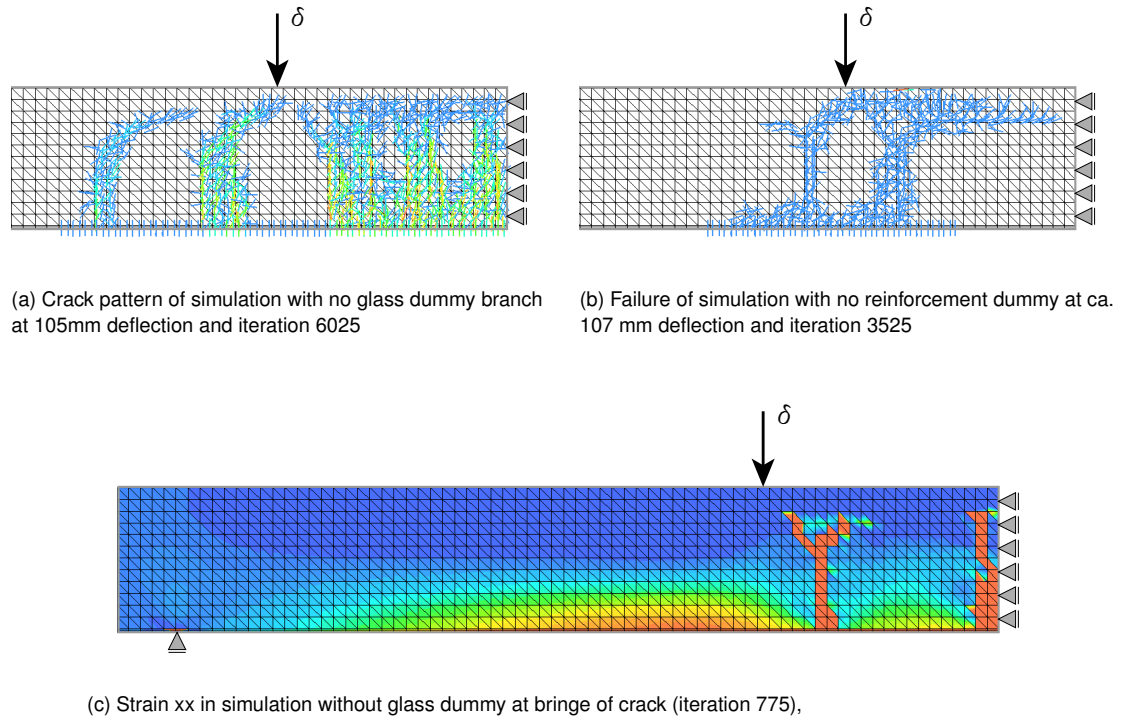 δ
δ
(a) Crack pattern of simulation with no glass dummy branch
at 105mm deflection and iteration 6025
(b) Failure of simulation with no reinforcement dummy at ca.
107 mm deflection and iteration 3525
δ
(c) Strain xx in simulation without glass dummy at bringe of crack (iteration 775),